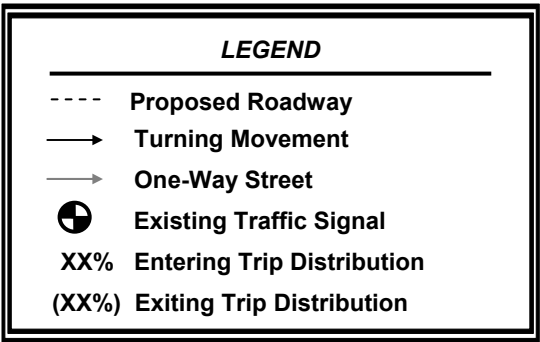 LEGEND
Proposed Roadway
Turning Movement
One-Way Street
Existing Traffic Signal
XX% Entering Trip Distribution
(XX%) Exiting Trip Distribution